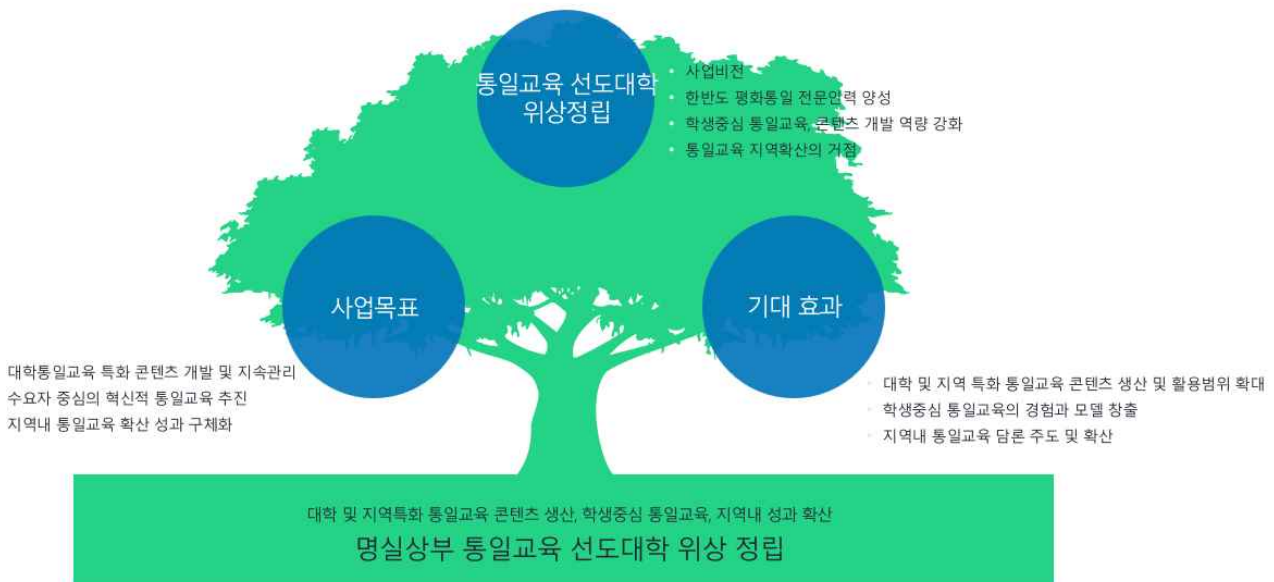 통일교육 선도대학
위상정립
사업비전
한반도 평화통일 전문인력 양성
학생중심 통일교육, 콘텐츠 개발 역량 강화
통일교육 지역확산의 거점
사업목표
대학통일교육 특화 콘텐츠 개발 및 지속관리
수요자 중심의 혁신적 통일교육 추진
지역내 통일교육 확산 성과 구체화
기대 효과
대학 및 지역 특화 통일교육 콘텐츠 생산 및 활용범위 확대
학생중심 통일교육의 경험과 모델 창출
지역내 통일교육 담론 주도 및 확산
대학 및 지역특화 통일교육 콘텐츠 생산, 학생중심 통일교육, 지역내 성과 확산
명실상부 통일교육 선도대학 위상 정립